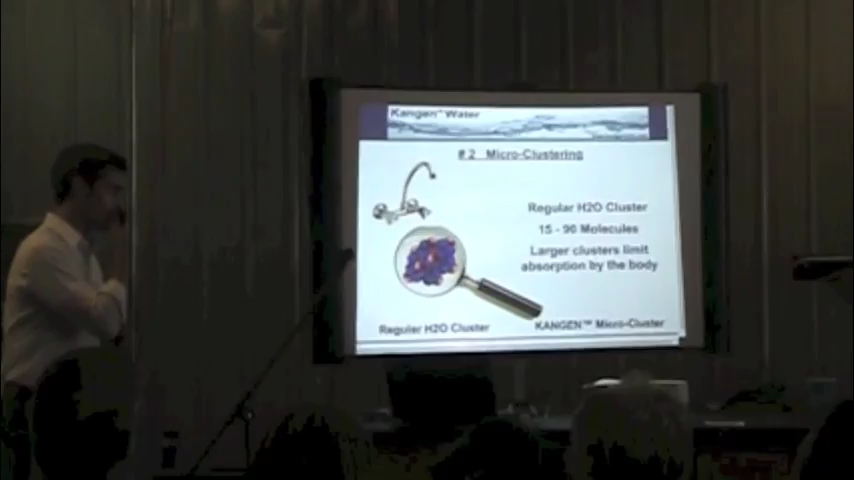 Kangen™ Water
# 2 Micro-Clustering
Regular H2O Cluster
15 - 90 Molecules
Larger clusters limit
absorption by the body
Regular H2O Cluster
KANGEN™ Micro-Cluster